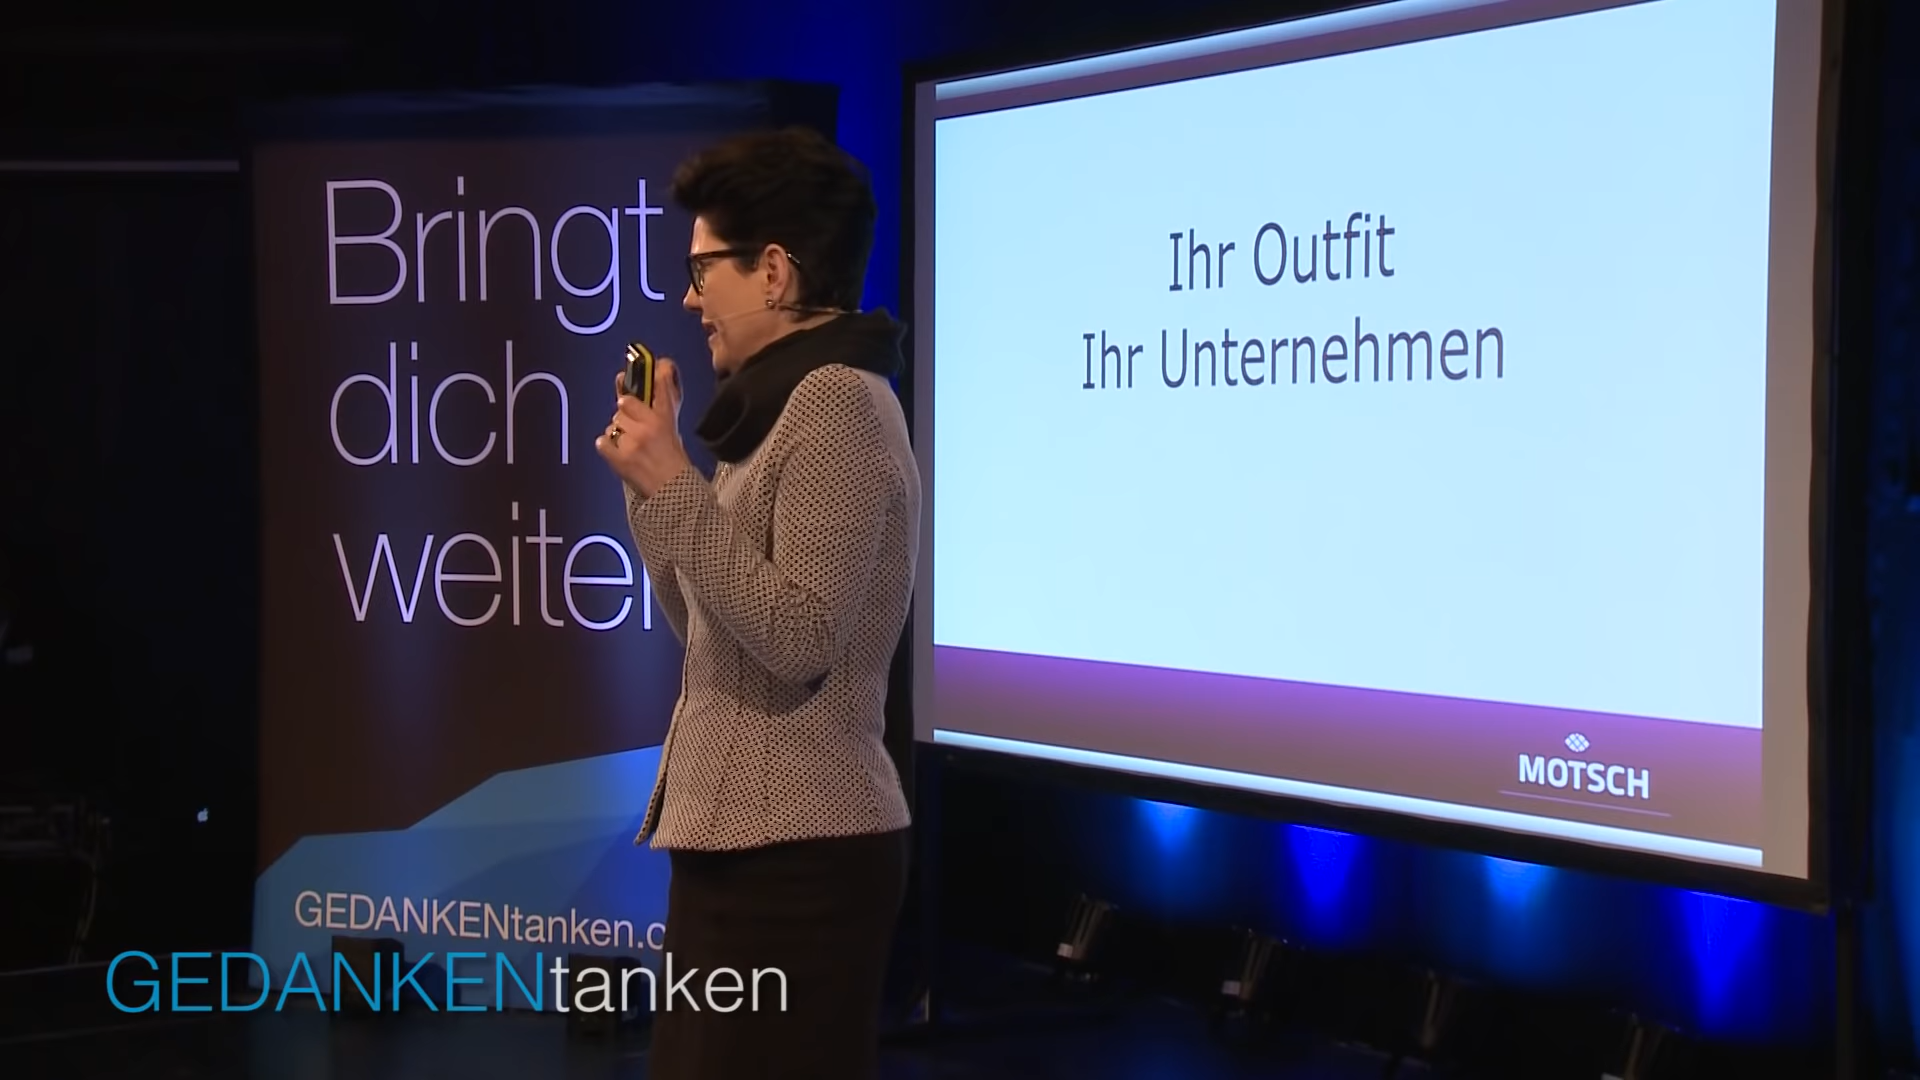 Bringt
dich
weiter
GEDANKENtanken.c
GEDANKENtanken
Ihr Outfit
Ihr Unternehmen
MOTSCH